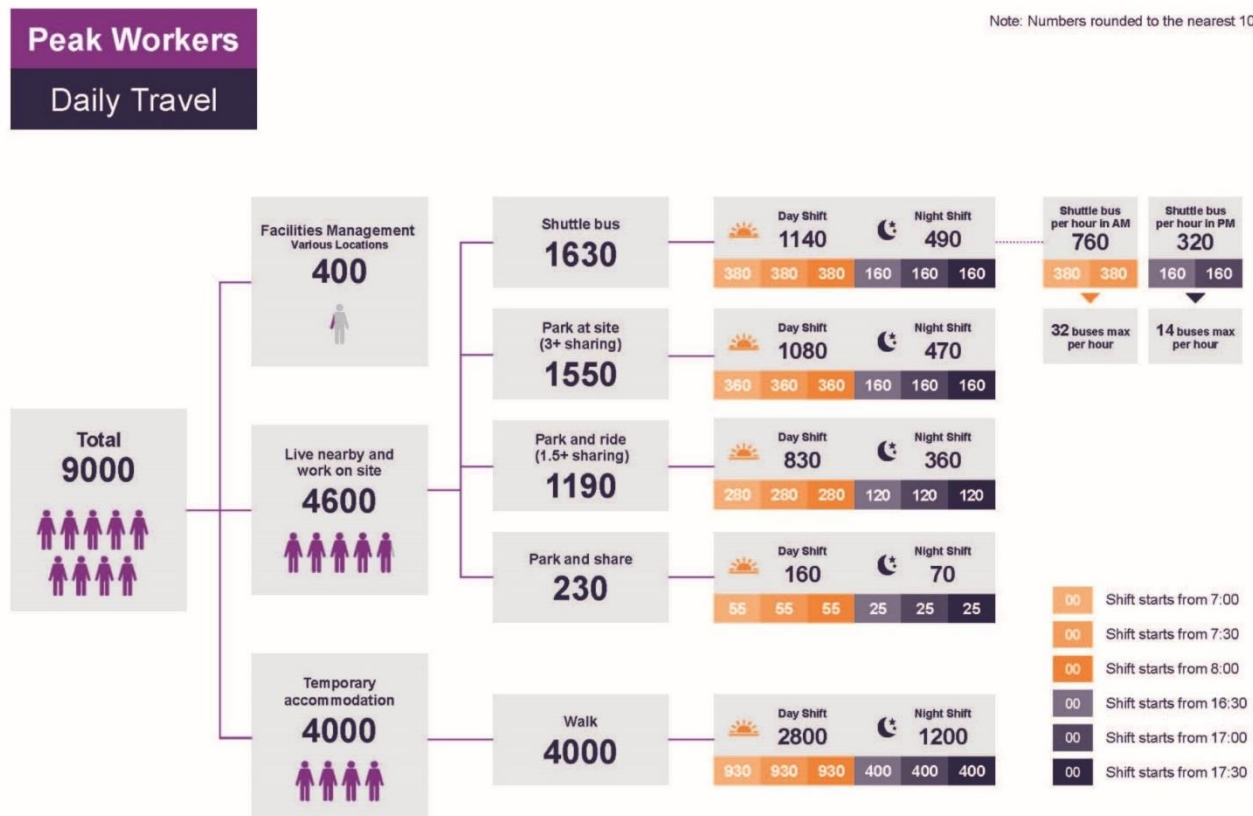 Peak Workers
Daily Travel
Note: Numbers rounded to the nearest 10
Total
9000
Facilities Management
Various Locations
400
Live nearby and
work on site
4600
Temporary
accommodation
4000
Shuttle bus
1630
Day Shift
1140
Night Shift
490
380 380 380 160 160 160
Shuttle bus
per hour in AM
760
380 380
32 buses max
per hour
Shuttle bus
per hour in PM
320
160 160
14 buses max
per hour
Park at site
(3+ sharing)
1550
Day Shift
1080
Night Shift
470
360 360 360 160 160 160
Park and ride
(1.5+ sharing)
1190
Day Shift
830
Night Shift
360
280 280 280 120 120 120
Park and share
230
Day Shift
160
Night Shift
70
55 55 55 25 25 25
Walk
4000
Day Shift
2800
Night Shift
1200
930 930 930 400 400 400
00 Shift starts from 7:00
00 Shift starts from 7:30
00 Shift starts from 8:00
00 Shift starts from 16:30
00 Shift starts from 17:00
00 Shift starts from 17:30